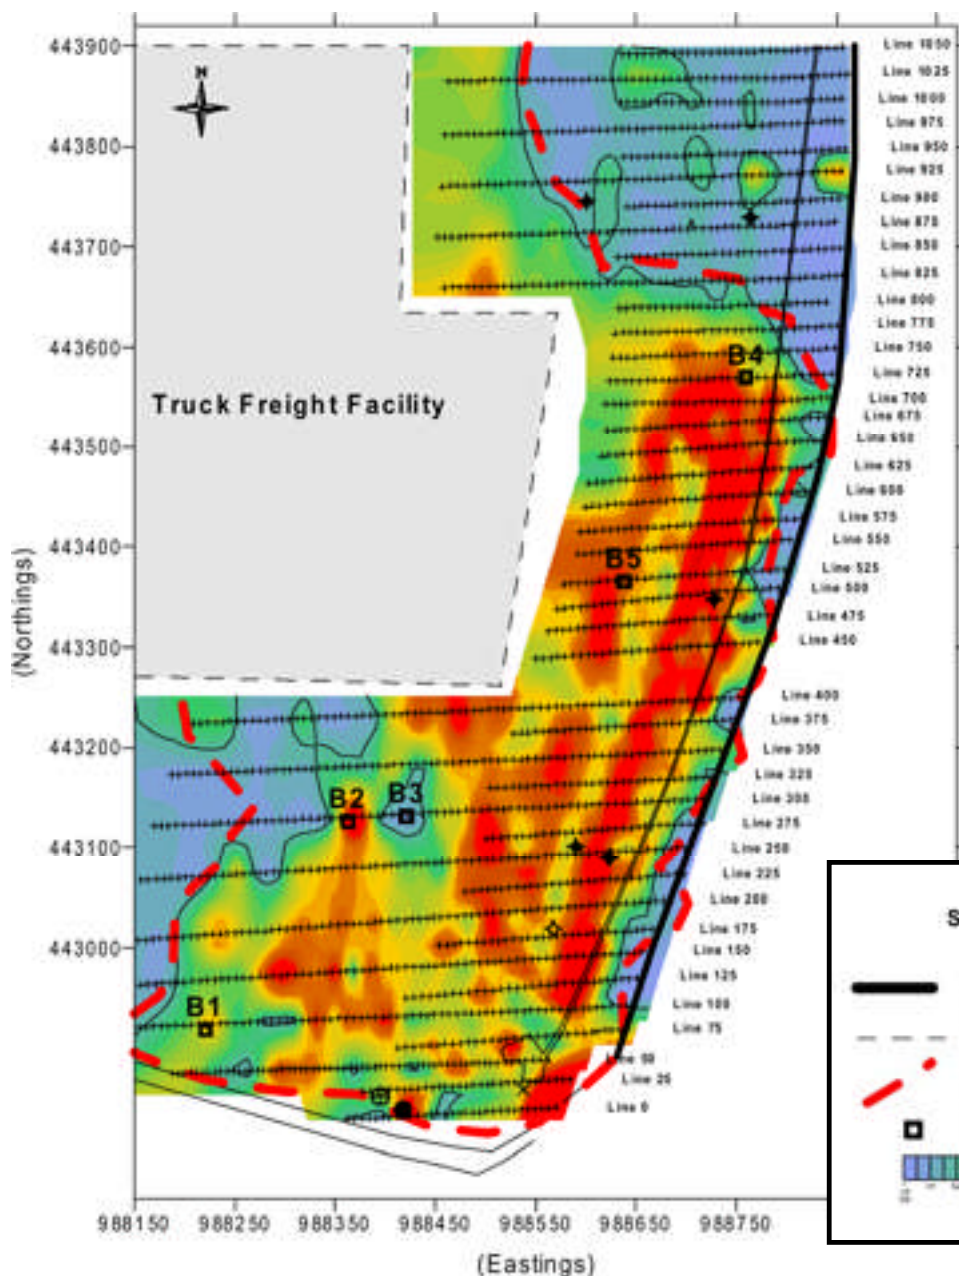 443900
Line 1050
N
Line 1025
Line 1000
Line 975
443800
Line 950
Line 925
Line 900
Line 875
443700
Line 850
Line 825
Line 800
Line 775
443600
Line 750
B4
Line 725
Truck Freight Facility
Line 700
Line 675
443500
Line 650
Line 625
Line 600
Line 575
443400
Line 550
(Northings)
B5
Line 525
Line 500
Line 475
443300
Line 450
Line 400
Line 375
443200
Line 350
Line 325
B2
B3
Line 300
Line 275
443100
Line 250
Line 225
Line 200
S
Line 175
443000
Line 150
Line 125
B1
Line 100
Line 75
Line 50
Line 25
Line 0
988150 988250 988350 988450 988550 988650 988750
(Eastings)